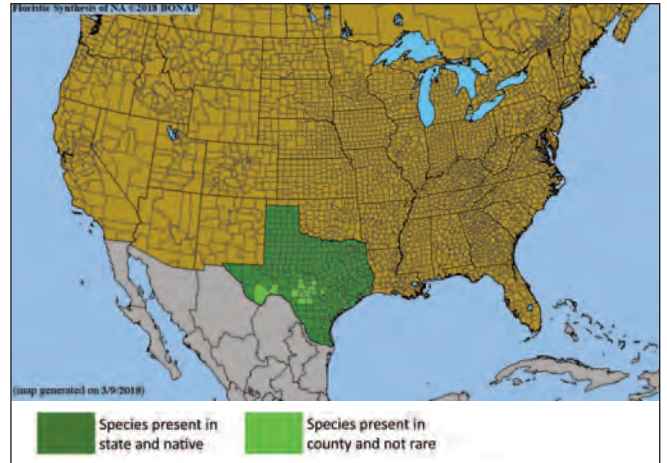 Floristic Synthesis of NA ©2018 BONAP
(map generated on 3/9/2018)
Species present in
state and native
Species present in
county and not rare